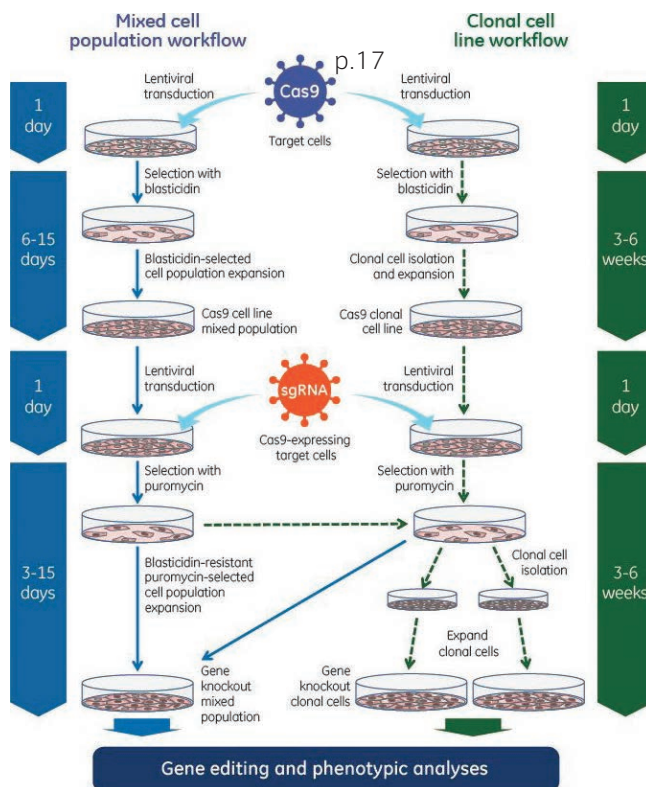 Mixed cell
population workflow
Clonal cell
line workflow
p.17
1
day
Lentiviral
transduction
Cas9
Lentiviral
transduction
1
day
Target cells
Selection with
blasticidin
Selection with
blasticidin
6-15
days
Blasticidin-selected
cell population expansion
Clonal cell isolation
and expansion
3-6
weeks
Cas9 cell line
mixed population
Cas9 clonal
cell line
1
day
Lentiviral
transduction
sgRNA
Lentiviral
transduction
1
day
Cas9-expressing
target cells
Selection with
puromycin
Selection with
puromycin
3-15
days
Blasticidin-resistant
puromycin-selected
cell population
expansion
Clonal cell
isolation
3-6
weeks
Expand
clonal cells
Gene
knockout
mixed
population
Gene
knockout
clonal cells
Gene editing and phenotypic analyses